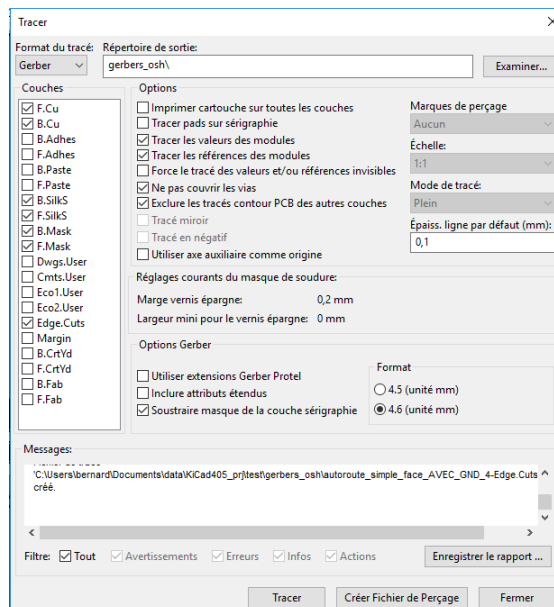 Tracer
Format du tracé: Répertoire de sortie:
Gerber gerbers_osh\ Examiner...
Couches
F.Cu
B.Cu
B.Adhes
F.Adhes
B.Paste
F.Paste
B.SilkS
F.SilkS
B.Mask
F.Mask
Dwgs.User
Cmts.User
Eco1.User
Eco2.User
Edge.Cuts
Margin
B.CrtYd
F.CrtYd
B.Fab
F.Fab
Options
Imprimer cartouche sur toutes les couches
Tracer pads sur sérigraphie
Tracer les valeurs des modules
Tracer les références des modules
Force le tracé des valeurs et/ou références invisibles
Ne pas couvrir les vias
Exclure les tracés contour PCB des autres couches
Tracé miroir
Tracé en négatif
Utiliser axe auxiliaire comme origine
Marques de perçage
Aucun
Échelle:
1:1
Mode de tracé:
Plein
Épaiss. ligne par défaut (mm):
0,1
Réglages courants du masque de soudure:
Marge vernis épargne: 0,2 mm
Largeur mini pour le vernis épargne: 0 mm
Options Gerber
Utiliser extensions Gerber Protel
Inclure attributs étendus
Soustraire masque de la couche sérigraphie
Format
4.5 (unité mm)
4.6 (unité mm)
Messages:
'C:\Users\bernard\Documents\data\KiCad405_prj\test\gerbers_osh\autoroute_simple_face_AVEC_GND_4-Edge.Cuts
créé.
Filtre: Tout Avertissements Erreurs Infos Actions Enregistrer le rapport ...
Tracer Créer Fichier de Perçage Fermer